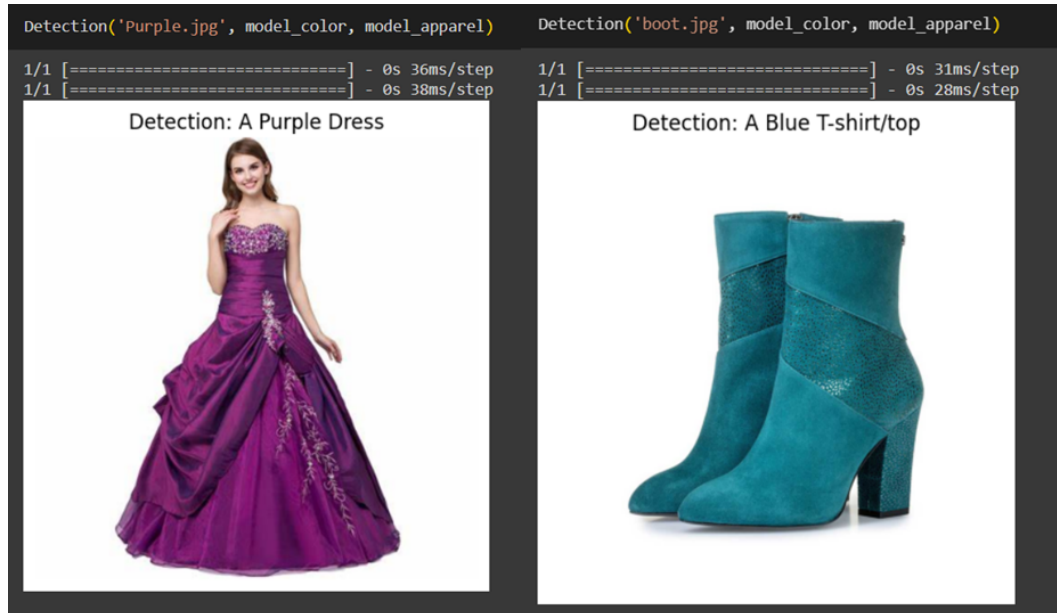 Detection('Purple.jpg', model_color, model_apparel)
1/1 [==============================] - 0s 36ms/step
1/1 [==============================] - 0s 38ms/step
Detection: A Purple Dress
Detection('boot.jpg', model_color, model_apparel)
1/1 [==============================] - 0s 31ms/step
1/1 [==============================] - 0s 28ms/step
Detection: A Blue T-shirt/top